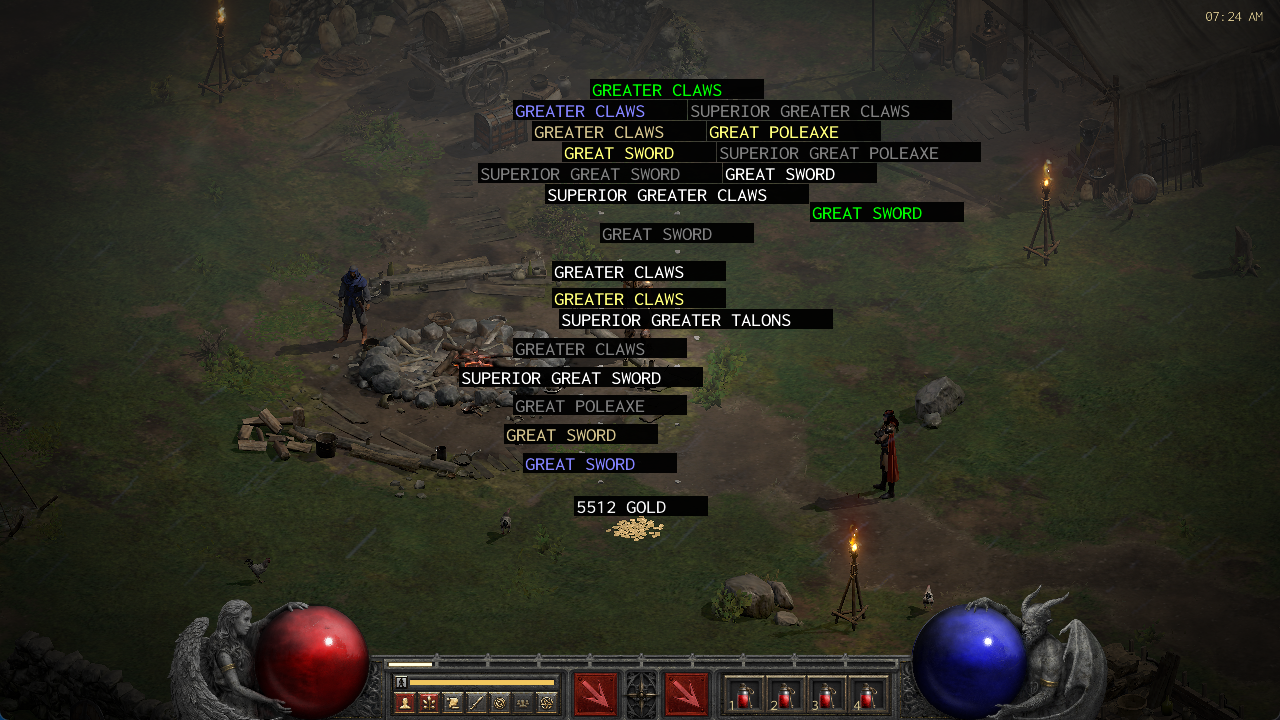 07:24 AM
GREATER CLAWS
GREATER CLAWS SUPERIOR GREATER CLAWS
GREATER CLAWS GREAT POLEAXE
GREAT SWORD SUPERIOR GREAT POLEAXE
SUPERIOR GREAT SWORD GREAT SWORD
SUPERIOR GREATER CLAWS
GREAT SWORD
GREAT SWORD
GREATER CLAWS
GREATER CLAWS
SUPERIOR GREATER TALONS
GREATER CLAWS
SUPERIOR GREAT SWORD
GREAT POLEAXE
GREAT SWORD
GREAT SWORD
5512 GOLD
1 2 3 4